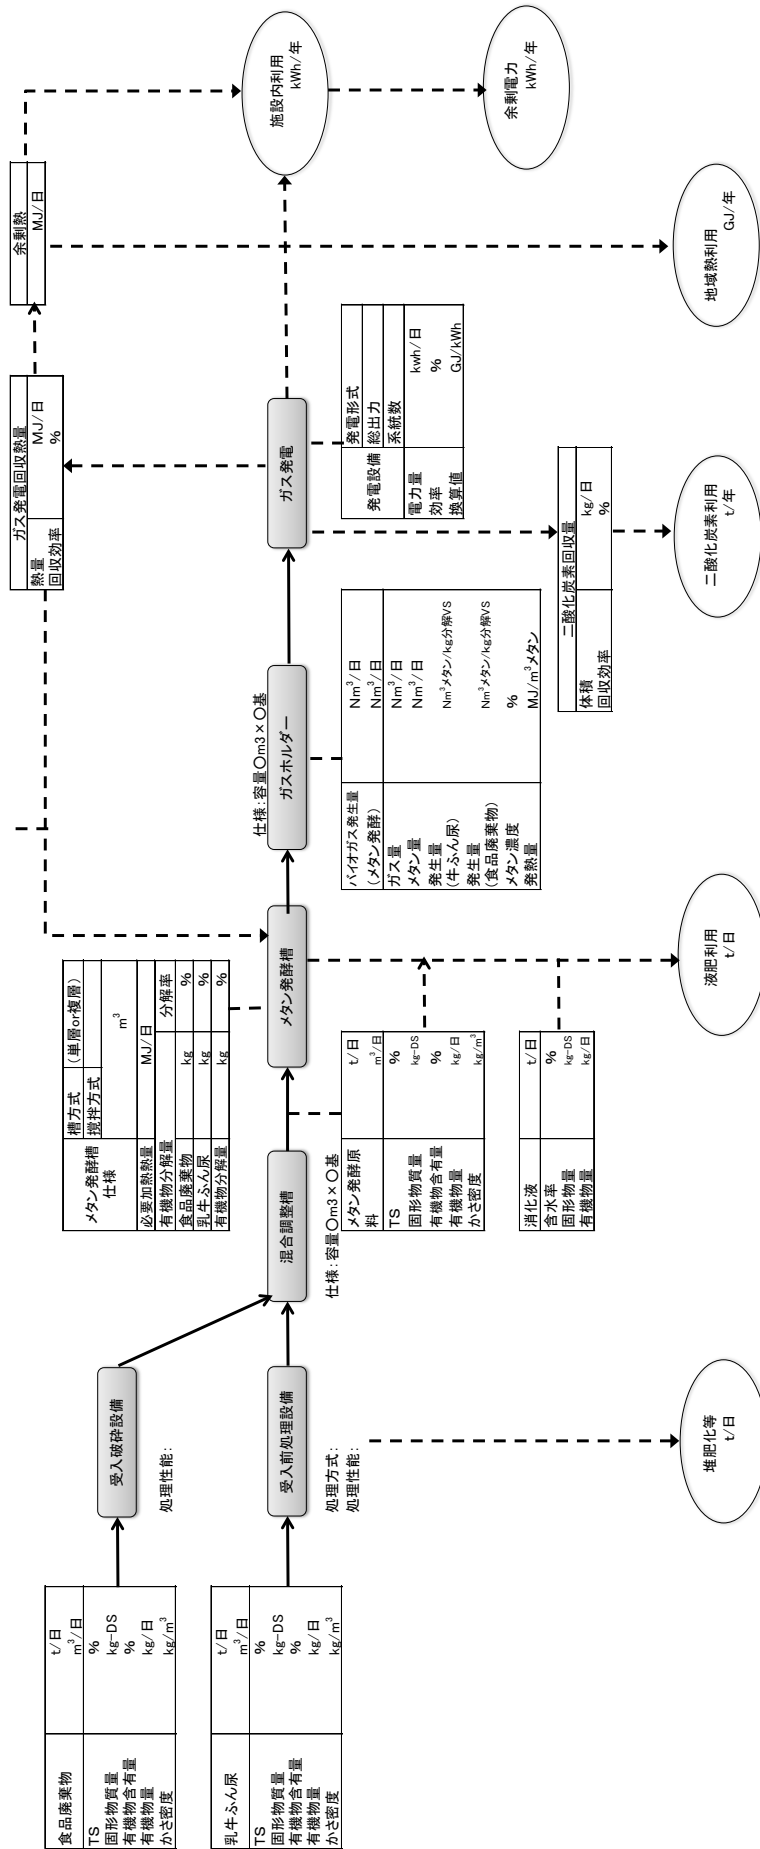 食品廃棄物 t/日
m³/日
TS %
固形物質量 kg-DS
有機物含有量 %
有機物量 kg/日
かさ密度 kg/m³
受入破砕設備
処理性能：
乳牛ふん尿 t/日
m³/日
TS %
固形物質量 kg-DS
有機物含有量 %
有機物量 kg/日
かさ密度 kg/m³
受入前処理設備
処理方式：
処理性能：
堆肥化等
t/日
混合調整槽
仕様：容量〇m3×〇基
メタン発酵槽 槽方式 (単層or複層)
仕様 撹拌方式
m³
必要加熱熱量 MJ/日
有機物分解量 分解率
食品廃棄物 kg %
乳牛ふん尿 kg %
有機物分解量 kg %
メタン発酵槽
メタン発酵原 t/日
料 m³/日
TS %
固形物質量 kg-DS
有機物含有量 %
有機物量 kg/日
かさ密度 kg/m³
消化液 t/日
含水率 %
固形物量 kg-DS
有機物量 kg/日
液肥利用
t/日
仕様：容量〇m3×〇基
ガスホルダー
バイオガス発生量 Nm³/日
(メタン発酵) Nm³/日
ガス量 Nm³/日
メタン量 Nm³/日
発生量 Nm³メタン/kg分解VS
(牛ふん尿)
発生量 Nm³メタン/kg分解VS
(食品廃棄物)
メタン濃度 %
発熱量 MJ/m³メタン
ガス発電回収熱量
熱量 MJ/日
回収効率 %
ガス発電
発電設備 発電形式
総出力
系統数
電力量 kwh/日
効率 %
換算値 GJ/kWh
二酸化炭素回収量
体積 kg/日
回収効率 %
二酸化炭素利用
t/年
余剰熱
MJ/日
地域熱利用
GJ/年
施設内利用
kWh/年
余剰電力
kWh/年